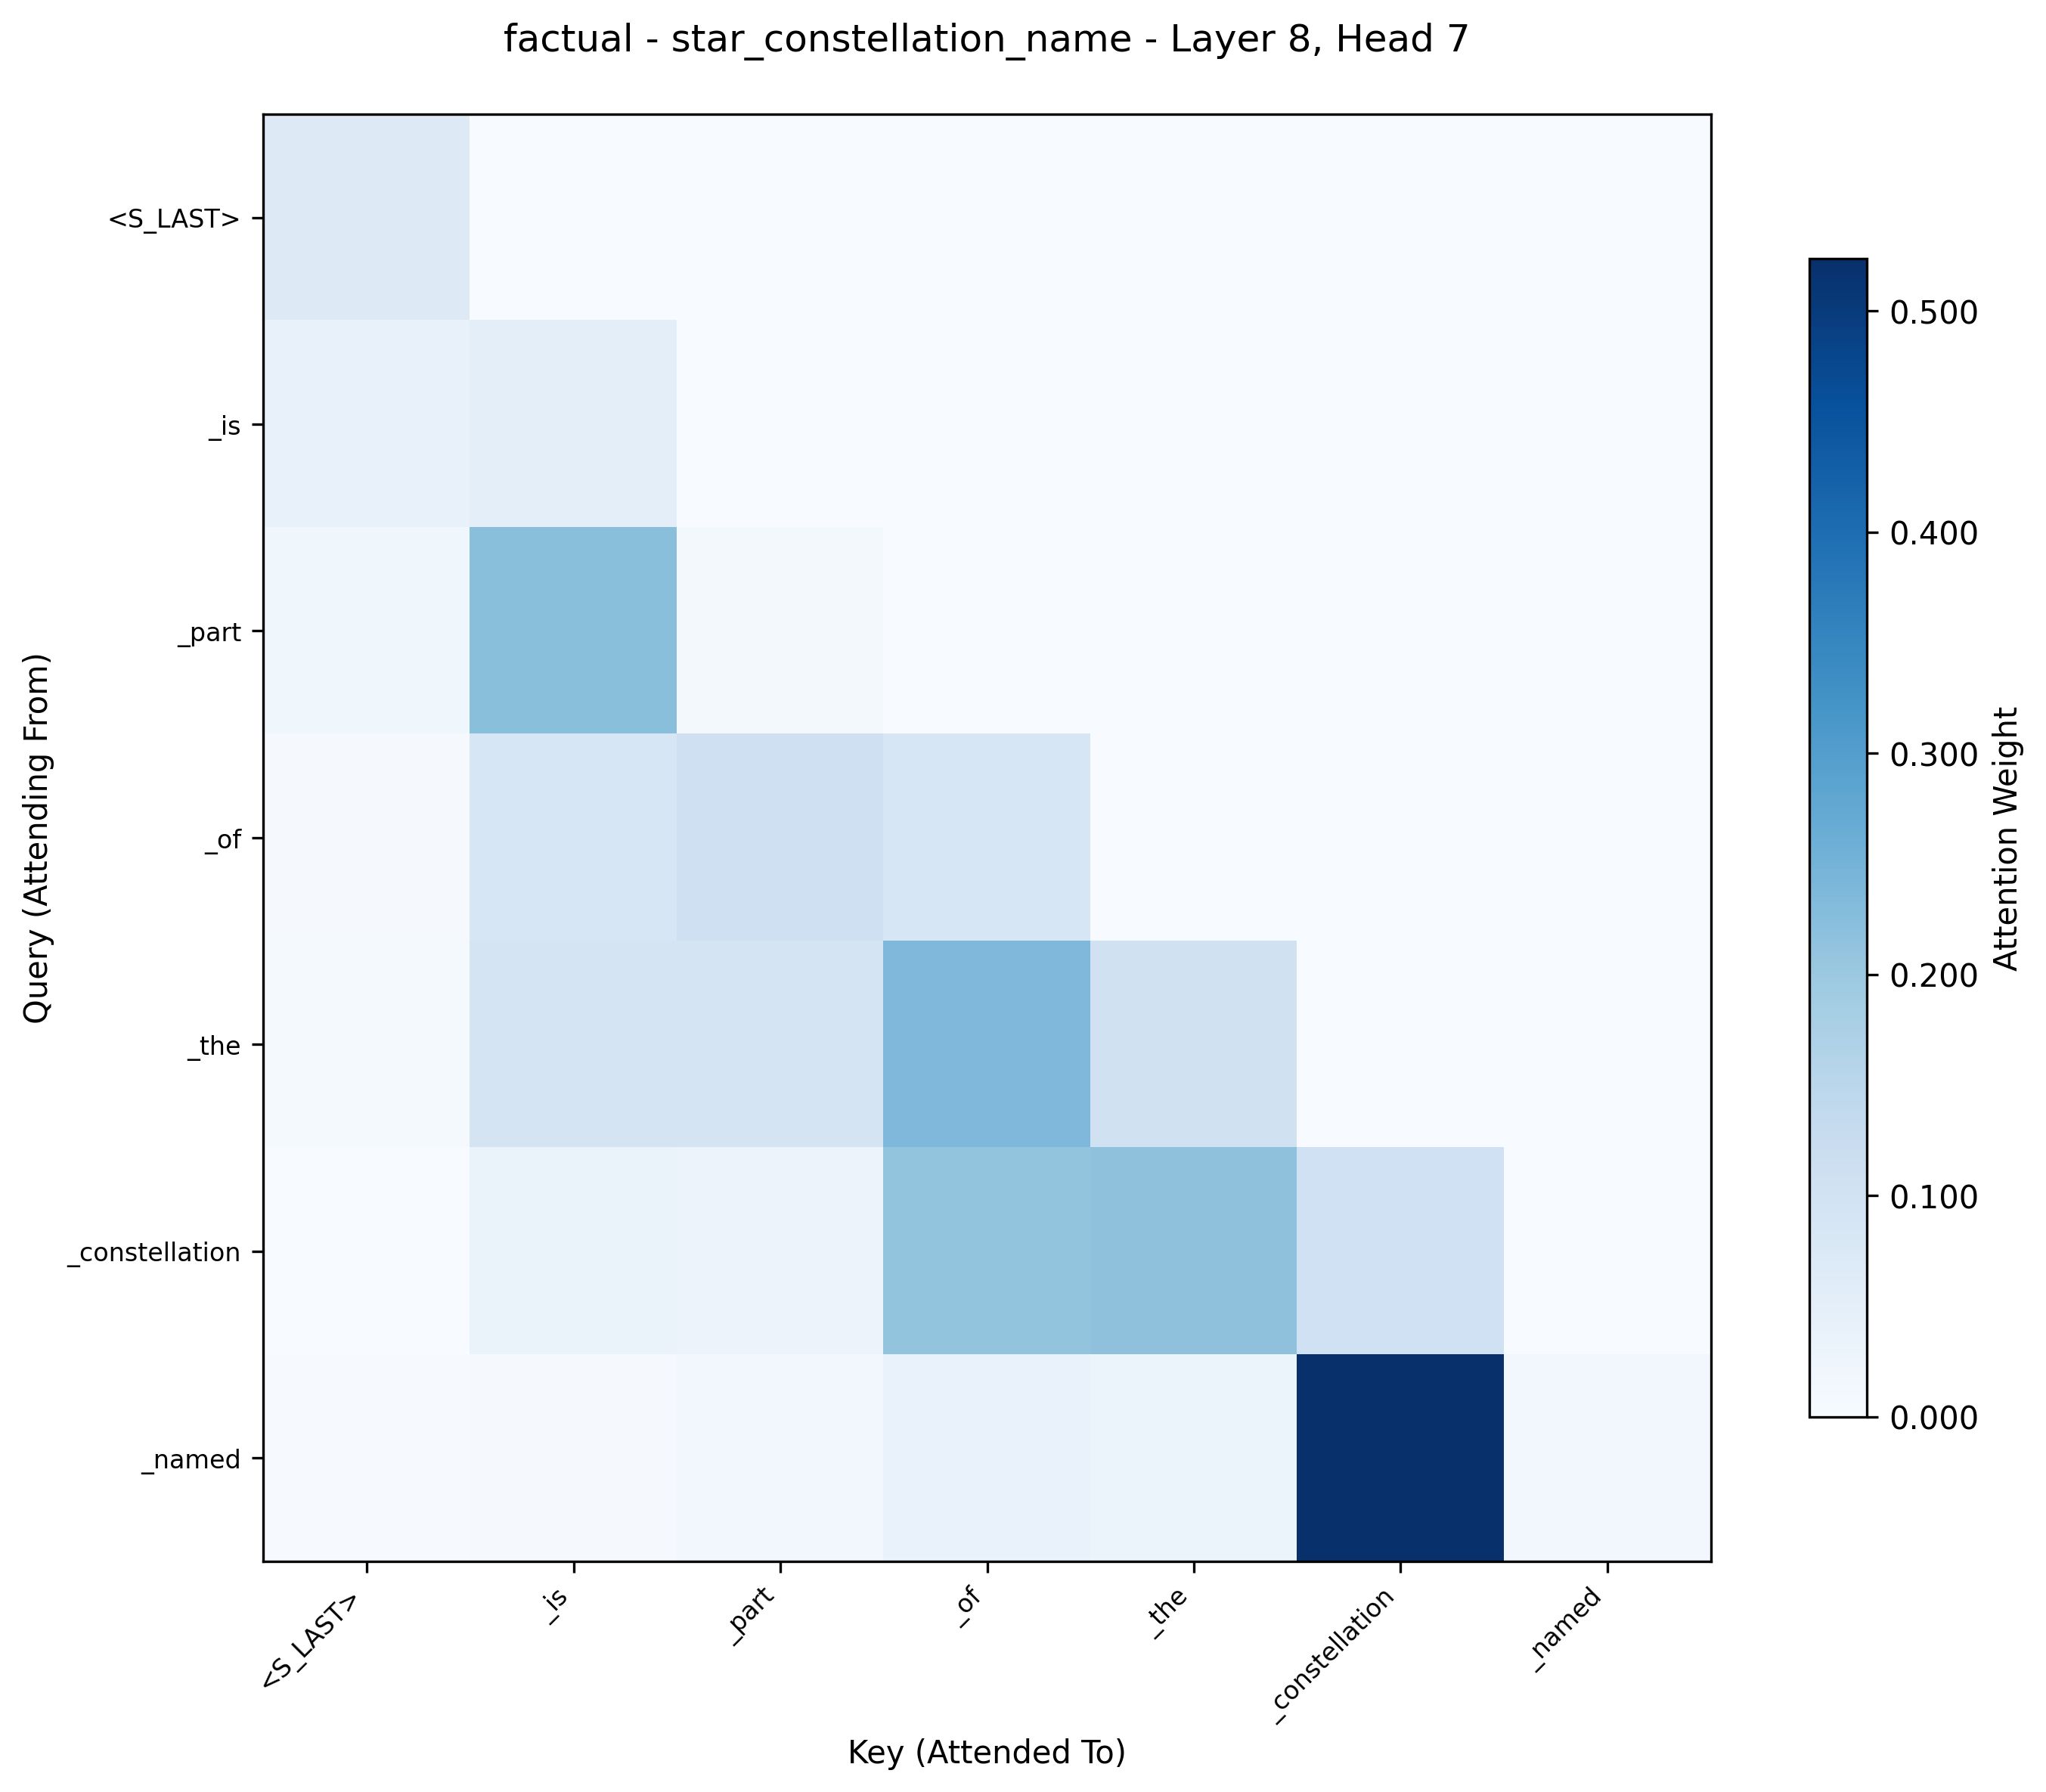 factual - star_constellation_name - Layer 8, Head 7
Query (Attending From)
<S_LAST>
_is
_part
_of
_the
_constellation
_named
<S_LAST>
_is
_part
_of
_the
_constellation
_named
Key (Attended To)
0.500
0.400
0.300
0.200
0.100
0.000
Attention Weight